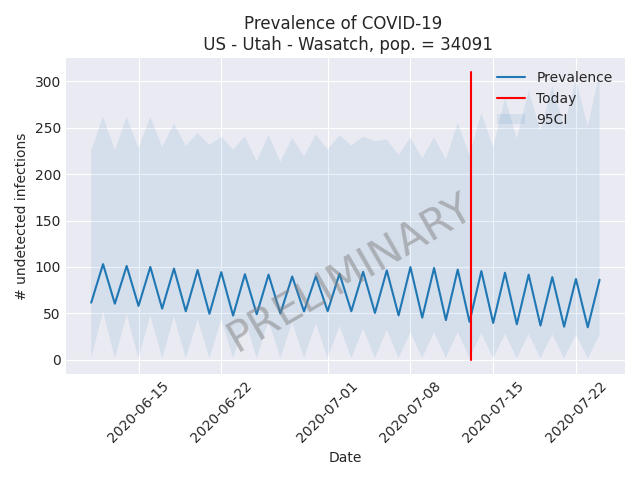 Prevalence of COVID-19
US - Utah - Wasatch, pop. = 34091
Prevalence
Today
95CI
300
250
200
150
100
50
0
# undetected infections
PRELIMINARY
2020-06-15
2020-06-22
2020-07-01
2020-07-08
2020-07-15
2020-07-22
Date